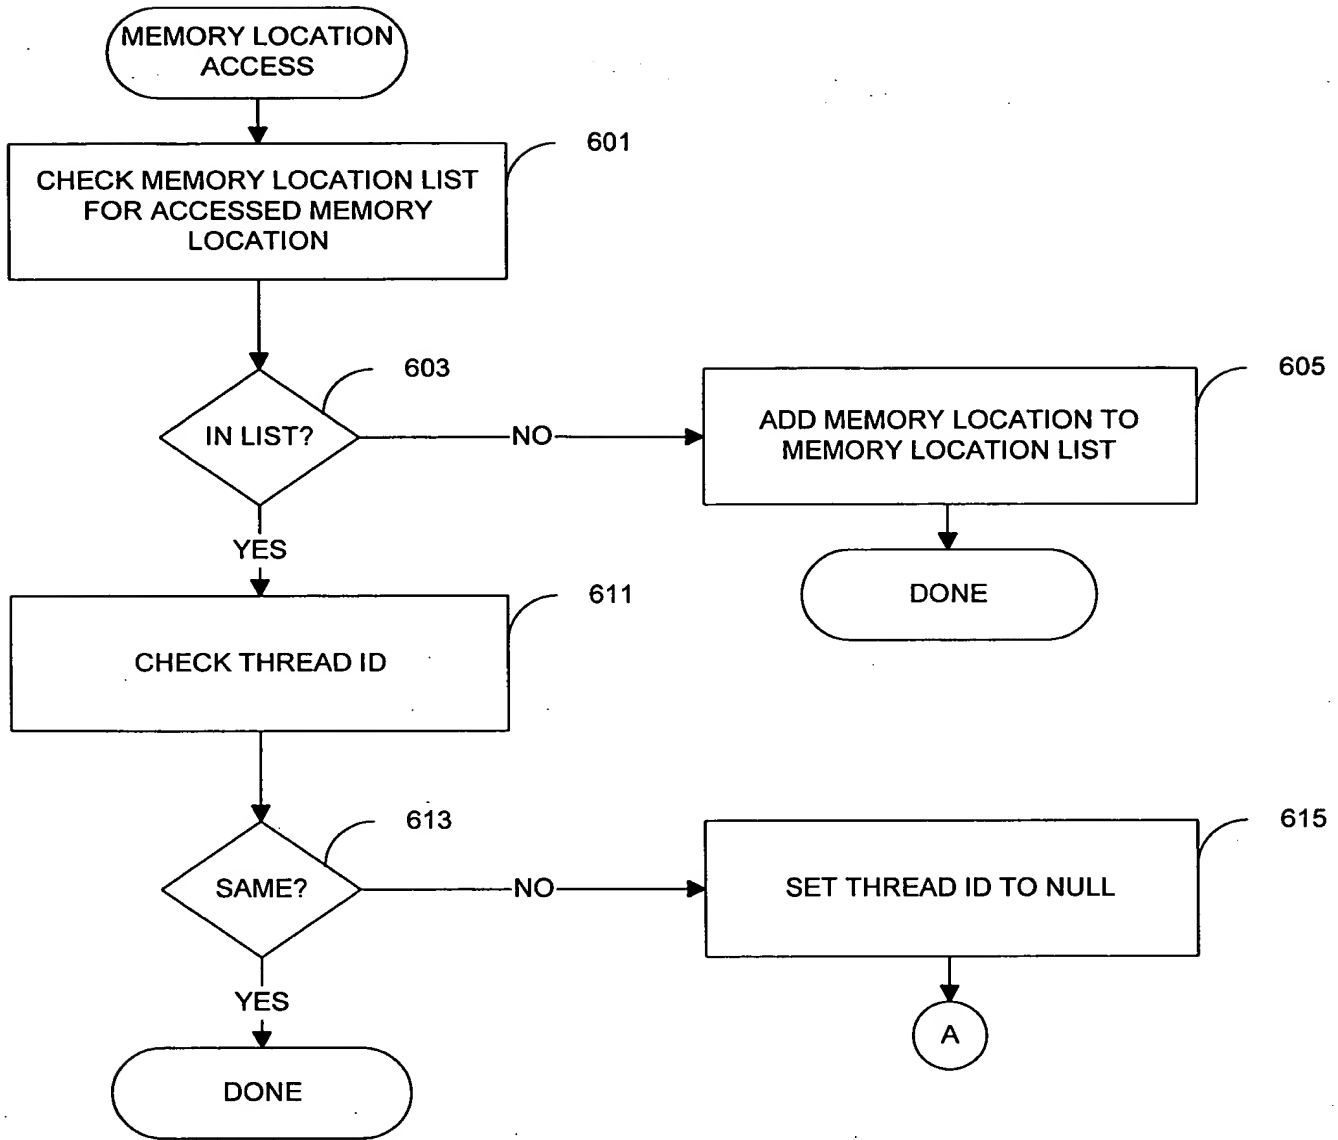 MEMORY LOCATION
ACCESS
601
CHECK MEMORY LOCATION LIST
FOR ACCESSED MEMORY
LOCATION
603
IN LIST?
NO
605
ADD MEMORY LOCATION TO
MEMORY LOCATION LIST
DONE
YES
611
CHECK THREAD ID
613
SAME?
NO
615
SET THREAD ID TO NULL
A
YES
DONE